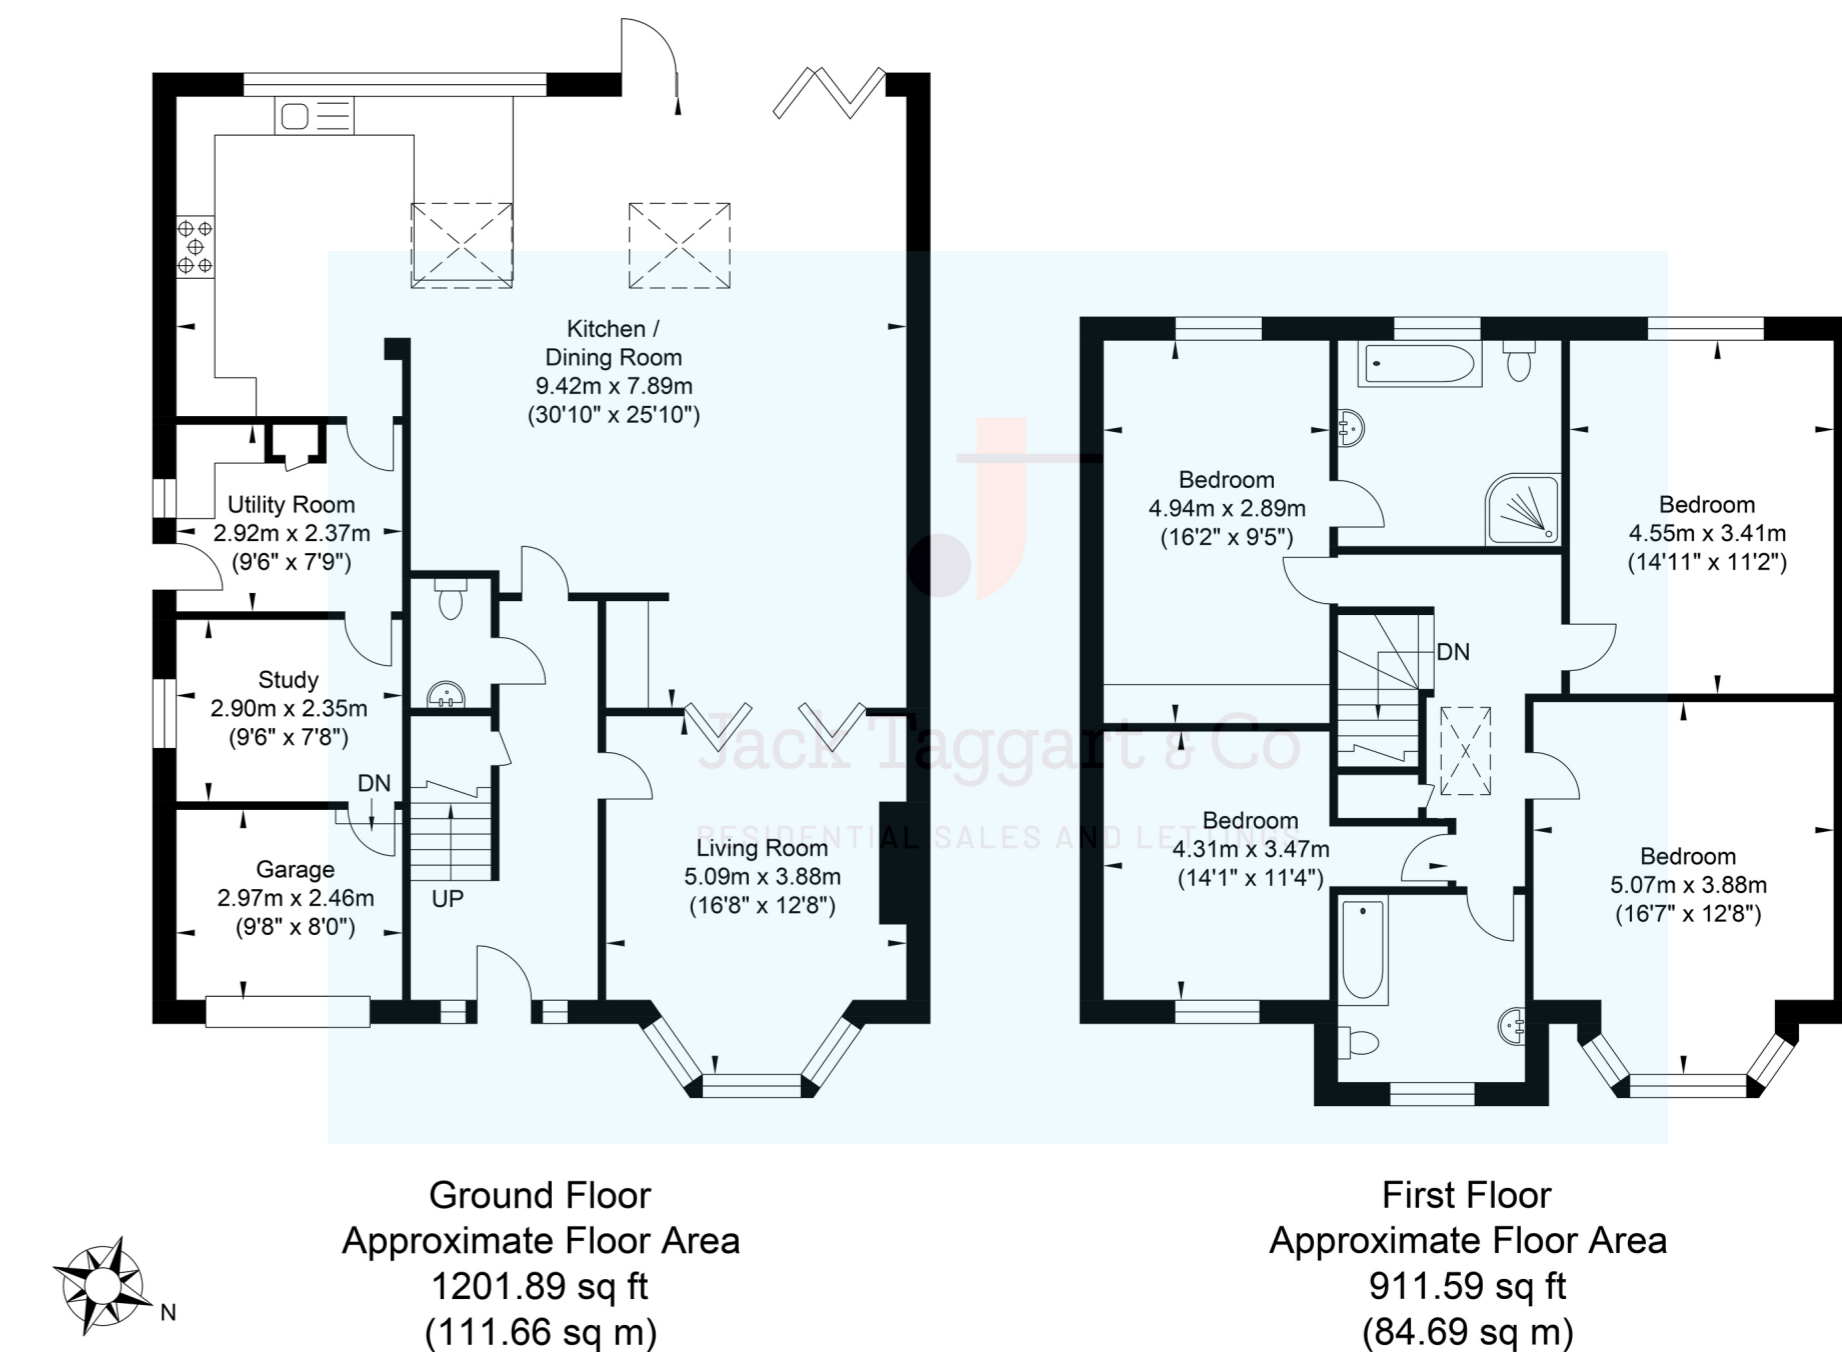 Kitchen /
Dining Room
9.42m x 7.89m
(30'10" x 25'10")
Utility Room
2.92m x 2.37m
(9'6" x 7'9")
Study
2.90m x 2.35m
(9'6" x 7'8")
DN
Garage
2.97m x 2.46m
(9'8" x 8'0")
UP
Living Room
5.09m x 3.88m
(16'8" x 12'8")
Bedroom
4.94m x 2.89m
(16'2" x 9'5")
Bedroom
4.55m x 3.41m
(14'11" x 11'2")
DN
Bedroom
4.31m x 3.47m
(14'1" x 11'4")
Bedroom
5.07m x 3.88m
(16'7" x 12'8")
Jack Taggart & Co
RESIDENTIAL SALES AND LETTINGS
Ground Floor
Approximate Floor Area
1201.89 sq ft
(111.66 sq m)
First Floor
Approximate Floor Area
911.59 sq ft
(84.69 sq m)
N